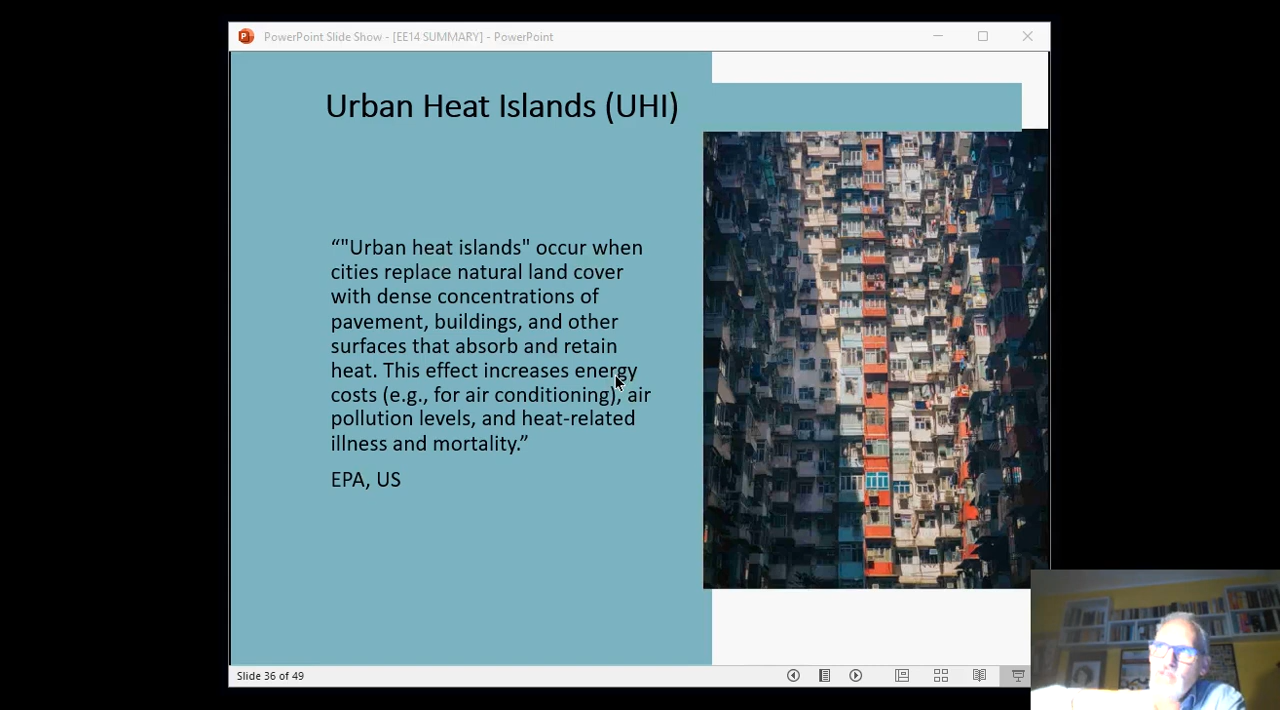 PowerPoint Slide Show - [EE14 SUMMARY] - PowerPoint
Urban Heat Islands (UHI)
“"Urban heat islands" occur when
cities replace natural land cover
with dense concentrations of
pavement, buildings, and other
surfaces that absorb and retain
heat. This effect increases energy
costs (e.g., for air conditioning), air
pollution levels, and heat-related
illness and mortality.”
EPA, US
Slide 36 of 49